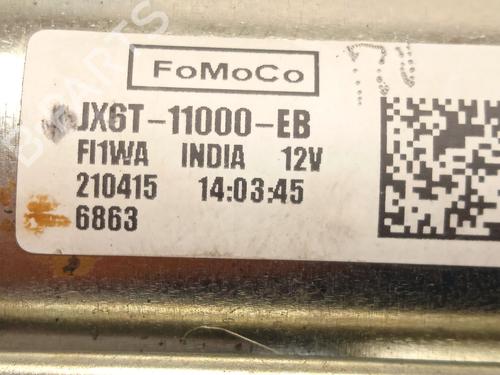 FoMoCo
JX6T-11000-EB
FI1WA INDIA 12V
210415 14:03:45
6863